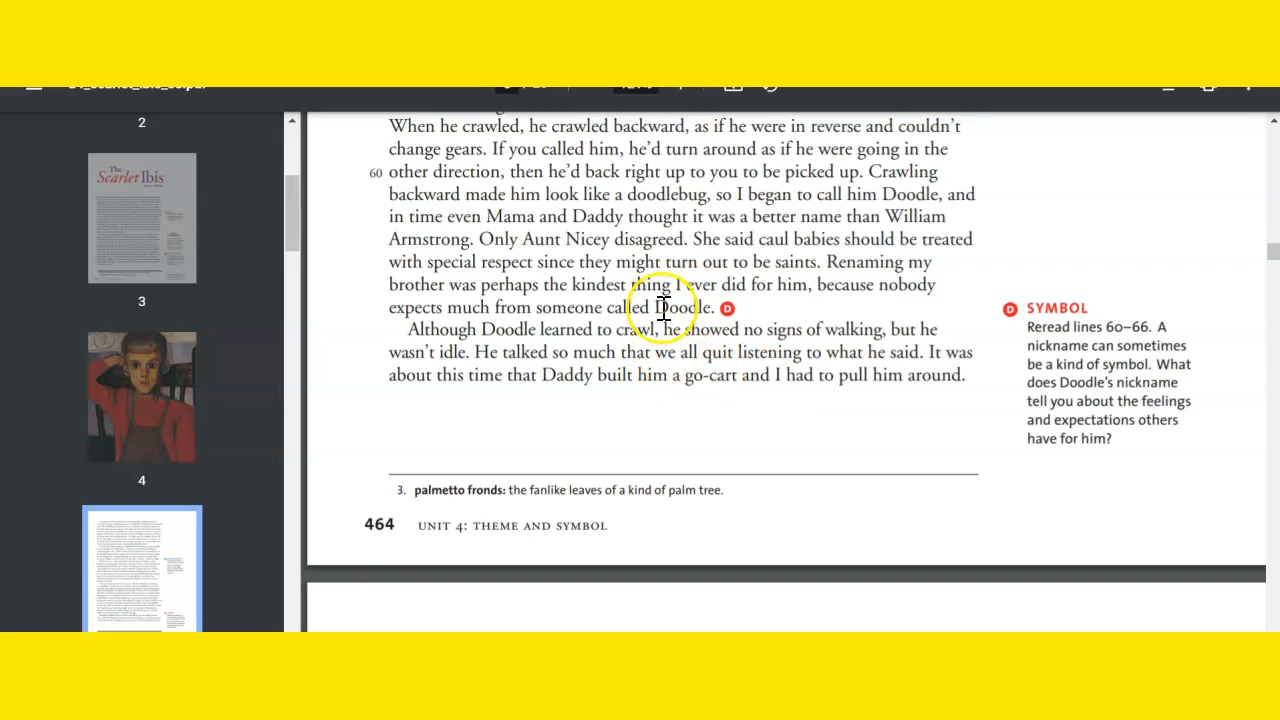 2
The
Scarlet Ibis
3
4
When he crawled, he crawled backward, as if he were in reverse and couldn't
change gears. If you called him, he'd turn around as if he were going in the
60 other direction, then he'd back right up to you to be picked up. Crawling
backward made him look like a doodlebug, so I began to call him Doodle, and
in time even Mama and Daddy thought it was a better name than William
Armstrong. Only Aunt Nicey disagreed. She said caul babies should be treated
with special respect since they might turn out to be saints. Renaming my
brother was perhaps the kindest thing I ever did for him, because nobody
expects much from someone called Doodle. D
Although Doodle learned to crawl, he showed no signs of walking, but he
wasn't idle. He talked so much that we all quit listening to what he said. It was
about this time that Daddy built him a go-cart and I had to pull him around.
D SYMBOL
Reread lines 60–66. A
nickname can sometimes
be a kind of symbol. What
does Doodle's nickname
tell you about the feelings
and expectations others
have for him?
3. palmetto fronds: the fanlike leaves of a kind of palm tree.
464 UNIT 4: THEME AND SYMBOL